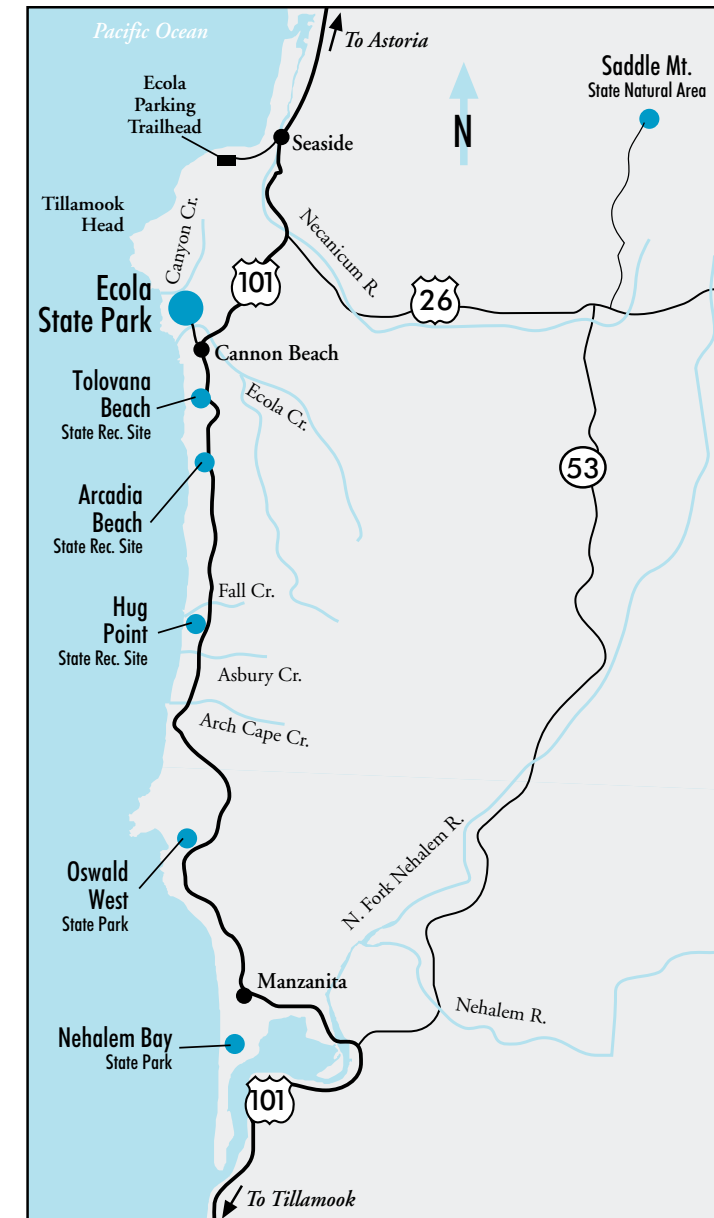 Pacific Ocean
To Astoria
Saddle Mt.
State Natural Area
Ecola
Parking
Trailhead
N
Seaside
Tillamook
Head
Canyon Cr.
Necanicum R.
Ecola
State Park
101
26
Cannon Beach
Tolovana
Beach
State Rec. Site
Ecola Cr.
53
Arcadia
Beach
State Rec. Site
Fall Cr.
Hug
Point
State Rec. Site
Asbury Cr.
Arch Cape Cr.
Oswald
West
State Park
N. Fork Nehalem R.
Manzanita
Nehalem R.
Nehalem Bay
State Park
101
To Tillamook